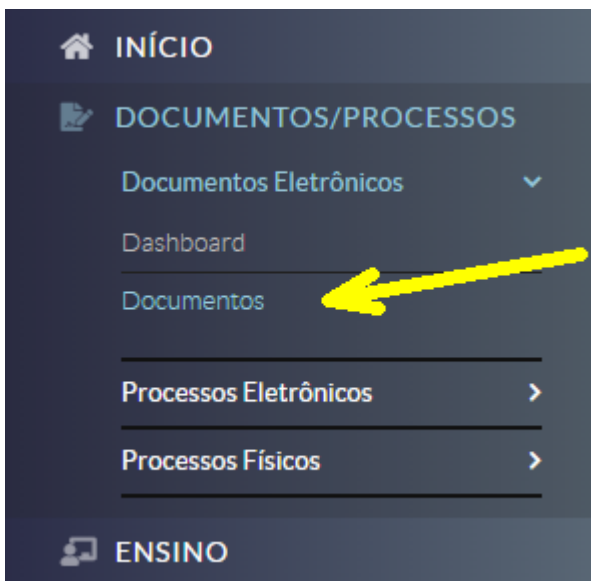 INÍCIO
DOCUMENTOS/PROCESSOS
Documentos Eletrônicos
Dashboard
Documentos
Processos Eletrônicos
Processos Físicos
ENSINO